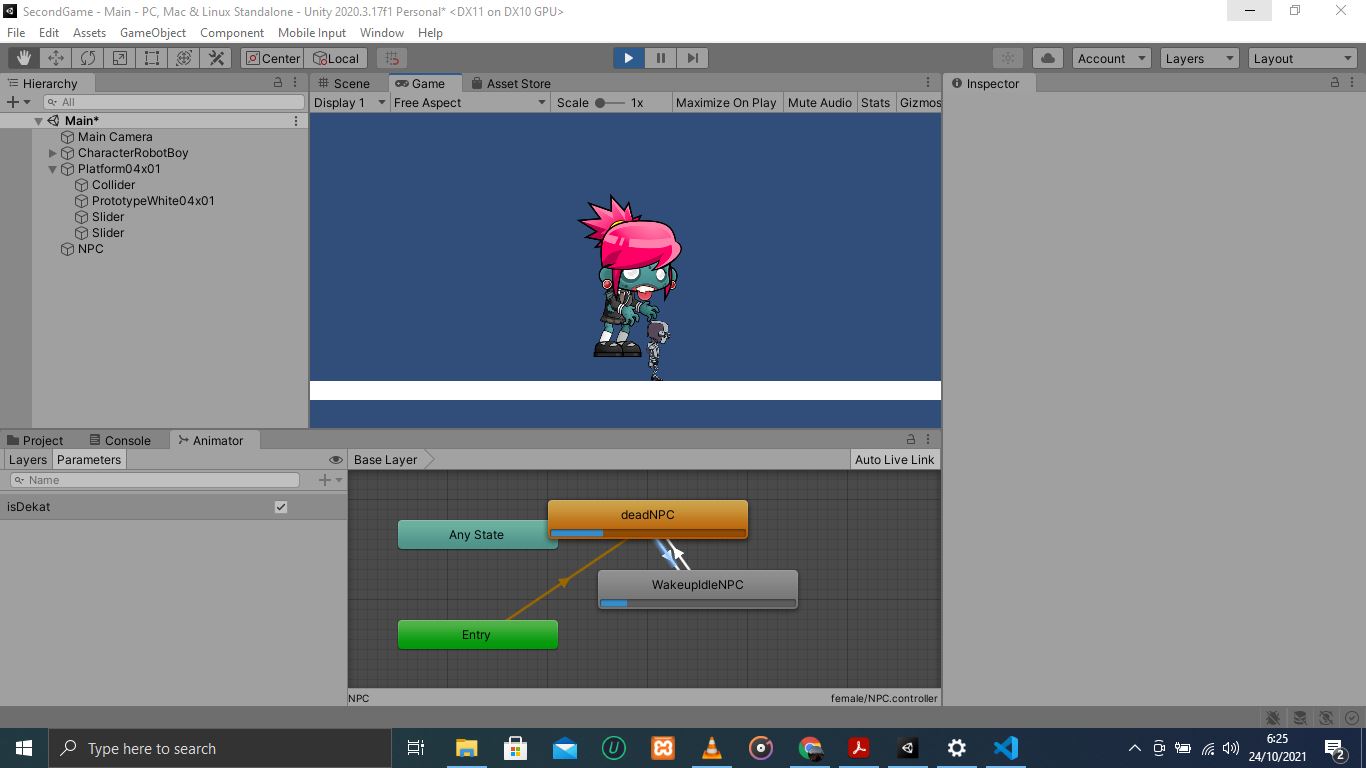 SecondGame - Main - PC, Mac & Linux Standalone - Unity 2020.3.17f1 Personal* <DX11 on DX10 GPU>
File Edit Assets GameObject Component Mobile Input Window Help
Center Local Account Layers Layout
Hierarchy Scene Game Asset Store Inspector
All Display 1 Free Aspect Scale 1x Maximize On Play Mute Audio Stats Gizmos
Main*
Main Camera
CharacterRobotBoy
Platform04x01
Collider
PrototypeWhite04x01
Slider
Slider
NPC
Project Console Animator
Layers Parameters Base Layer Auto Live Link
Name
isDekat
deadNPC
Any State
WakeupIdleNPC
Entry
NPC female/NPC.controller
Type here to search
6:25
24/10/2021
2